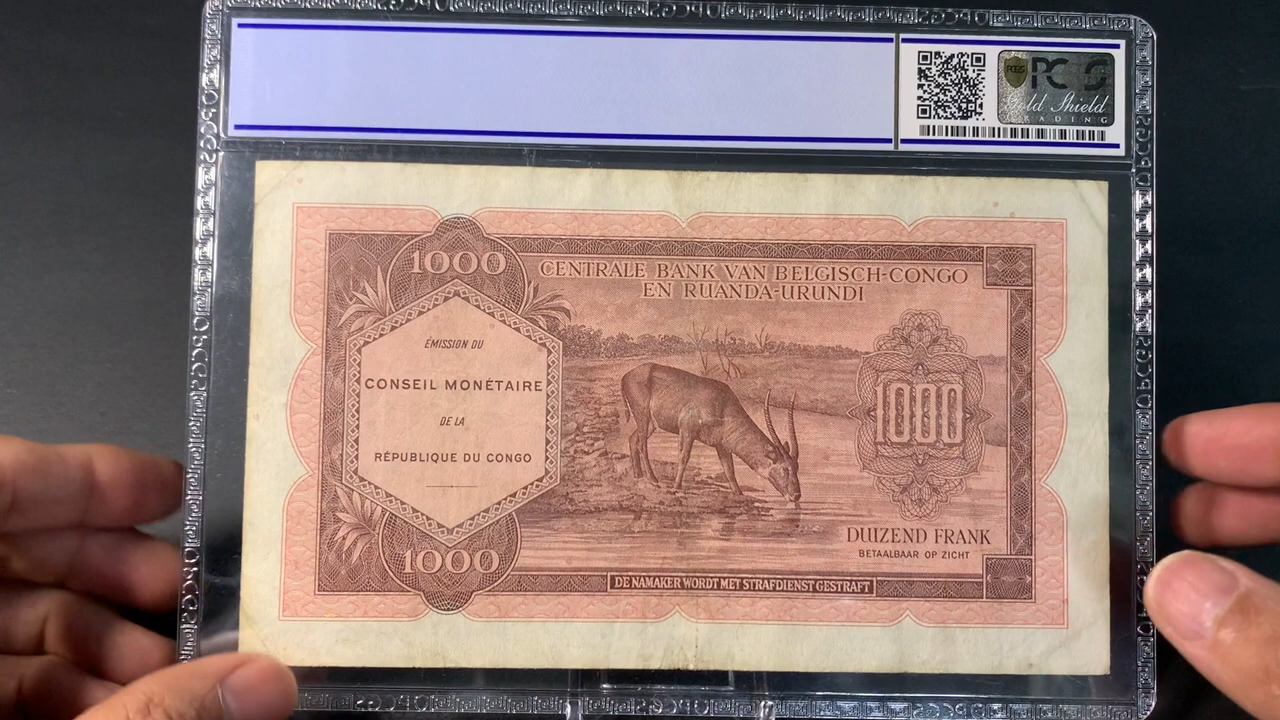 PCGS
PCG
Gold Shield
GRADING
1000
CENTRALE BANK VAN BELGISCH-CONGO
EN RUANDA-URUNDI
ÉMISSION DU
CONSEIL MONÉTAIRE
DE LA
RÉPUBLIQUE DU CONGO
1000
DUIZEND FRANK
BETAALBAAR OP ZICHT
1000
DE NAMAKER WORDT MET STRAFDIENST GESTRAFT